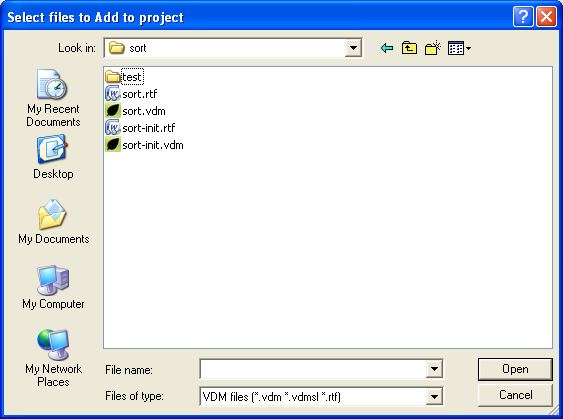 Select files to Add to project
Look in: sort
test
sort.rtf
sort.vdm
sort-init.rtf
sort-init.vdm
My Recent
Documents
Desktop
My Documents
My Computer
My Network
Places
File name:
Open
Files of type: VDM files (*.vdm *.vdmsl *.rtf)
Cancel